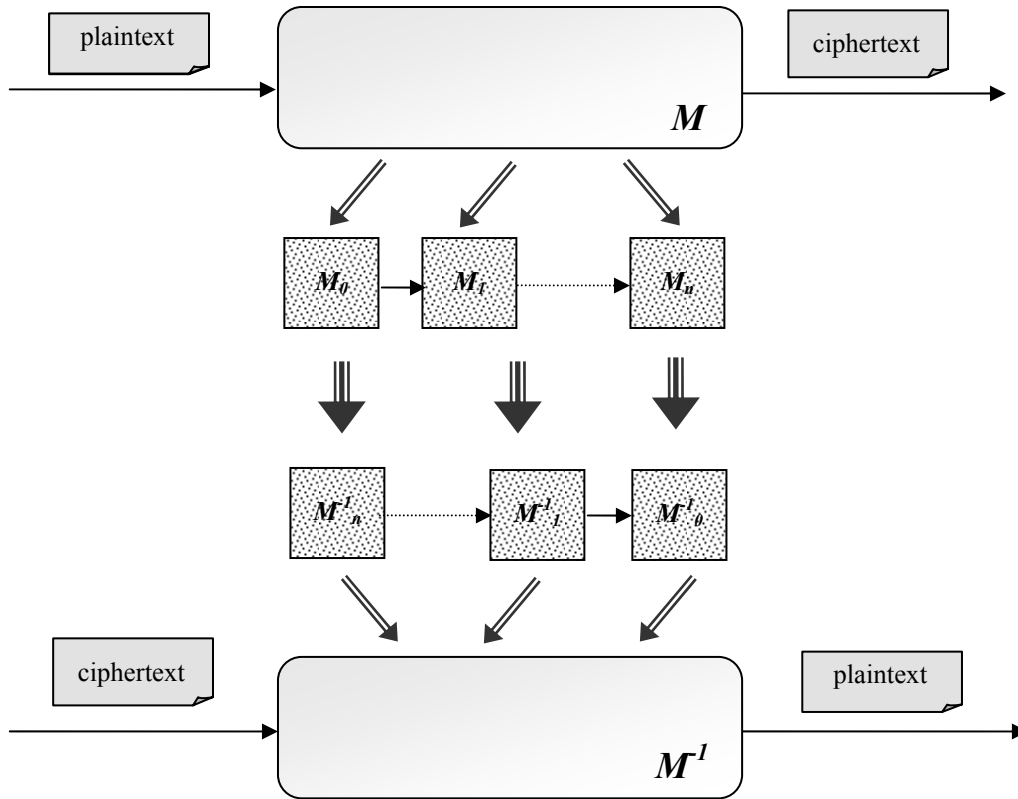 plaintext
ciphertext
M
M₀
M₁
Mₙ
M⁻¹ₙ
M⁻¹₁
M⁻¹₀
ciphertext
plaintext
M⁻¹